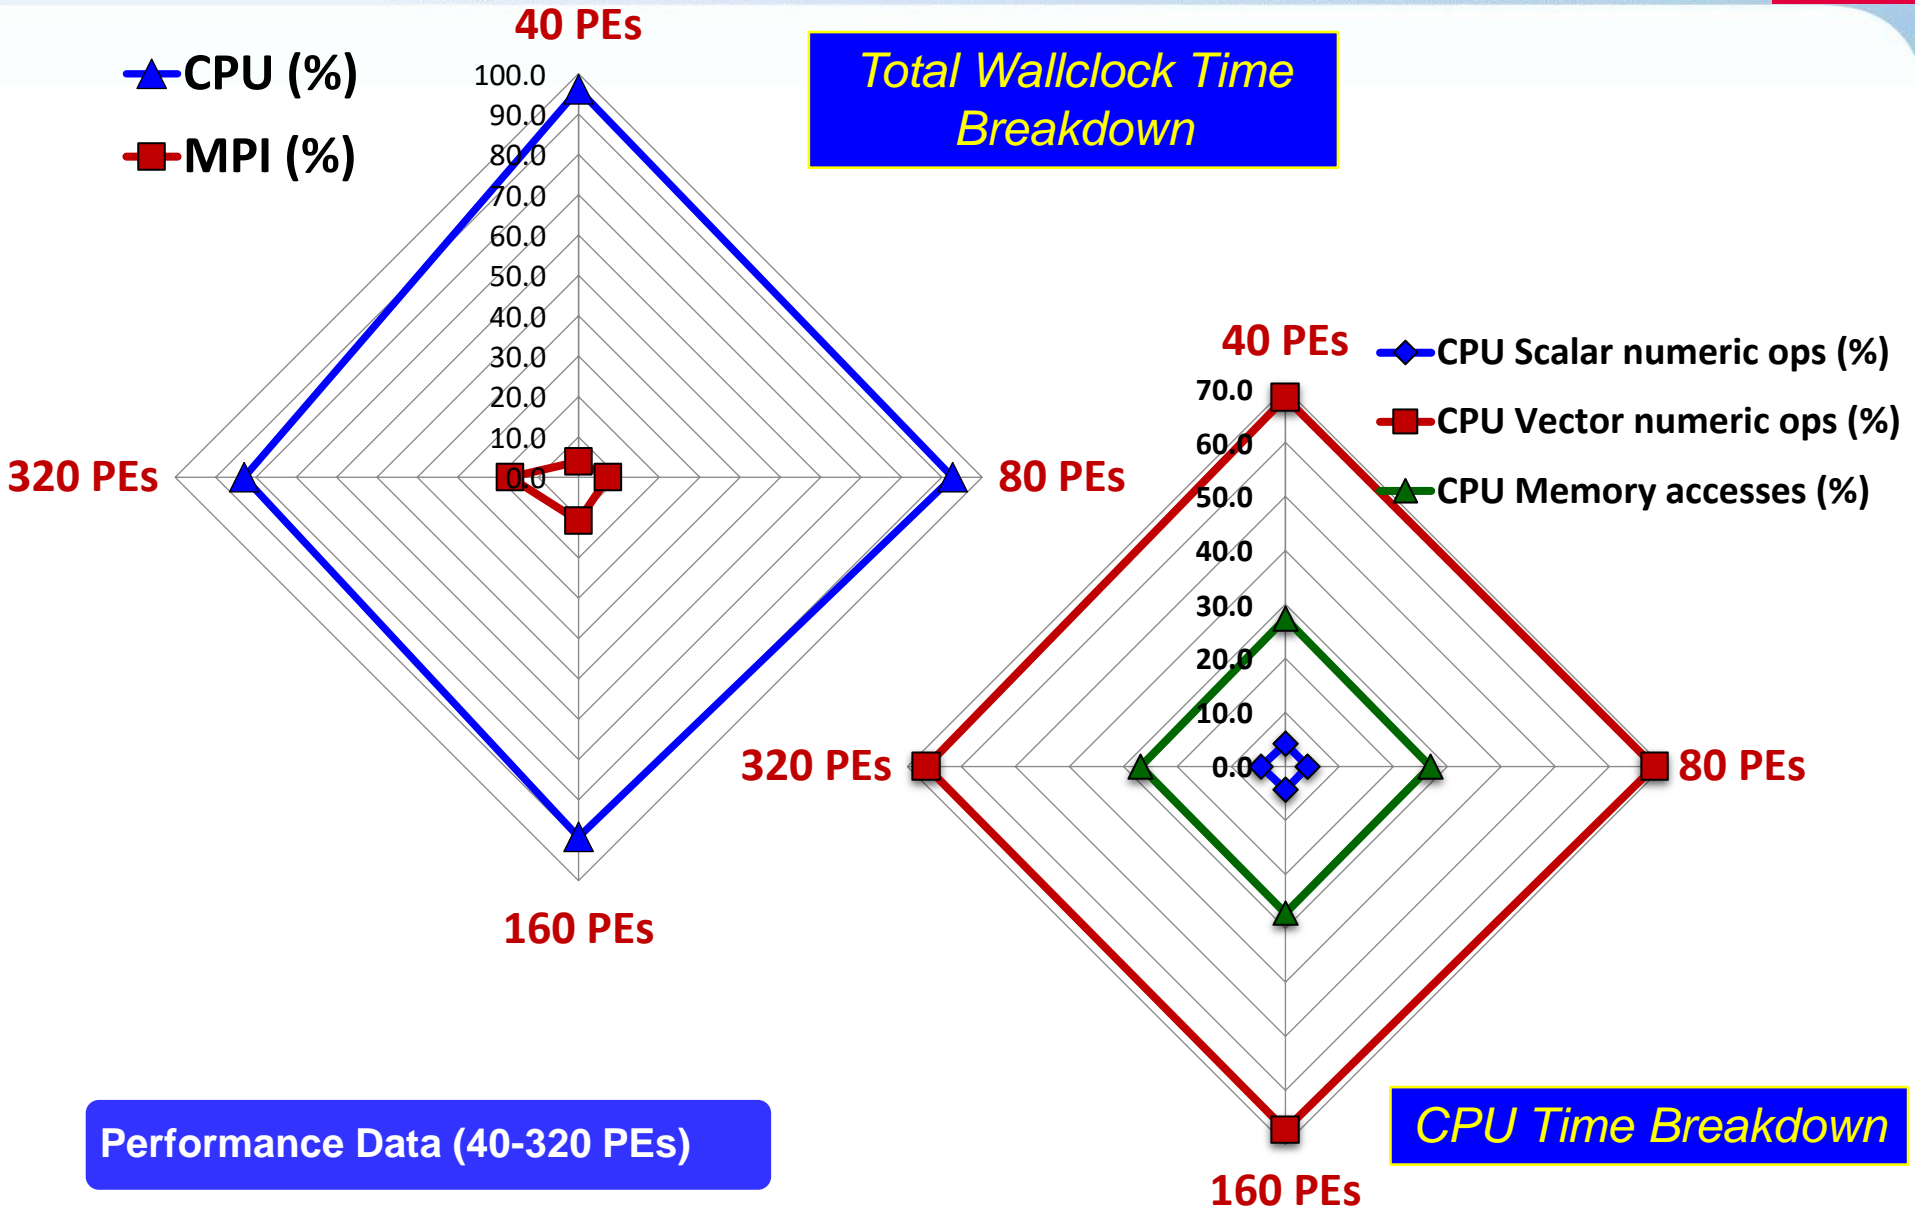 40 PEs
CPU (%)
MPI (%)
Total Wallclock Time
Breakdown
100.0
90.0
80.0
70.0
60.0
50.0
40.0
30.0
20.0
10.0
0.0
320 PEs
80 PEs
160 PEs
40 PEs
CPU Scalar numeric ops (%)
CPU Vector numeric ops (%)
CPU Memory accesses (%)
70.0
60.0
50.0
40.0
30.0
20.0
10.0
0.0
320 PEs
80 PEs
160 PEs
Performance Data (40-320 PEs)
CPU Time Breakdown